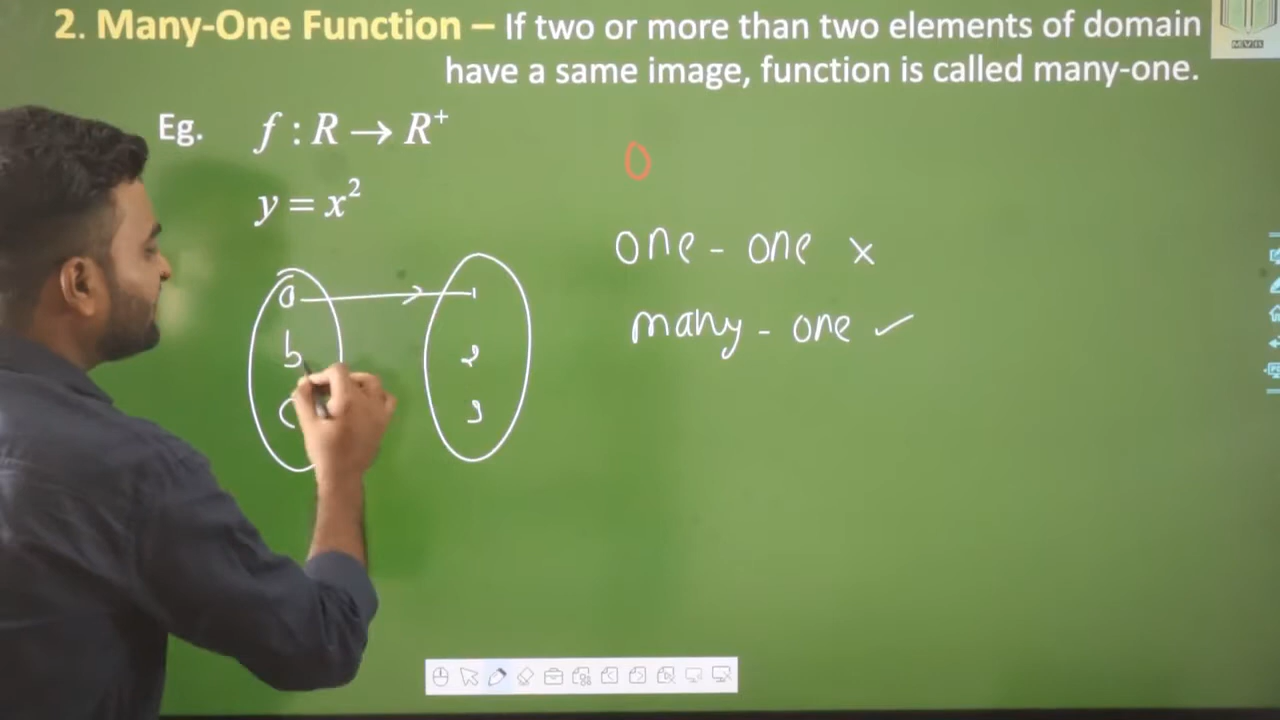 2. Many-One Function – If two or more than two elements of domain
have a same image, function is called many-one.
Eg. f : R → R⁺
y = x²
0
one - one ×
many - one ✓
a 1
b 2
c 3
M.V.N